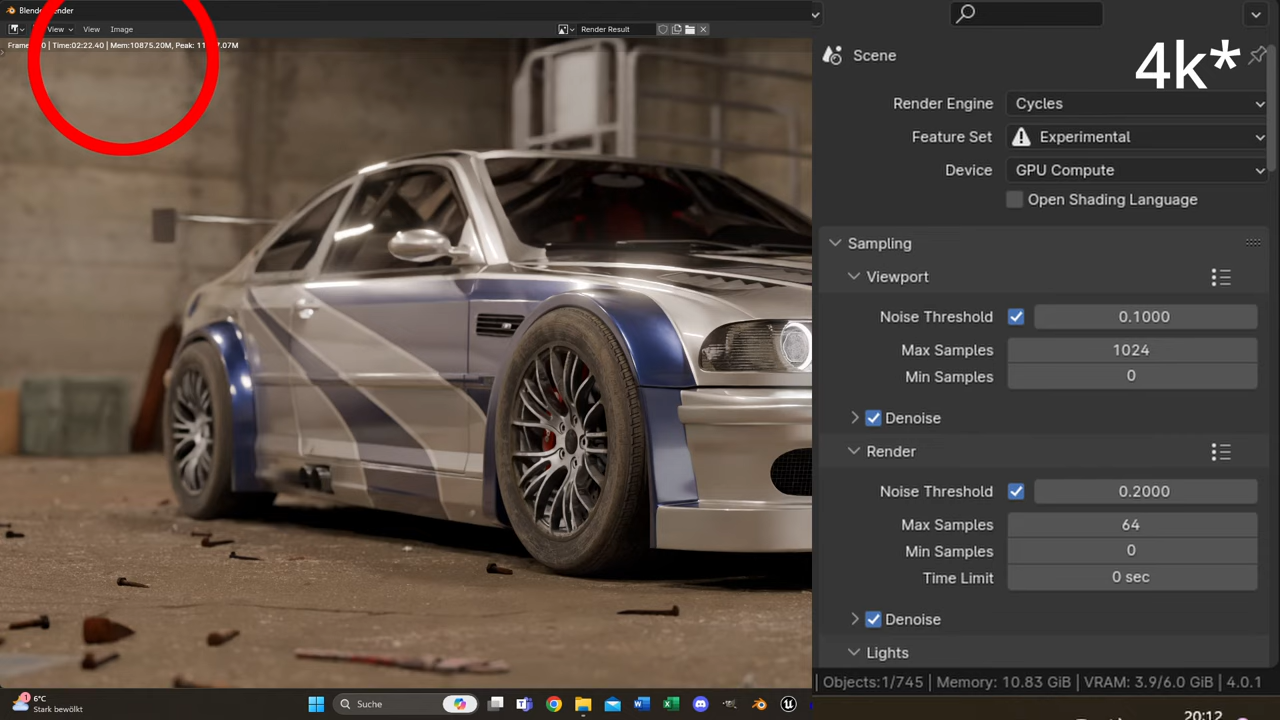 Blender Render
View
View
Image
Render Result
Time:02:22.40 | Mem:10875.20M, Peak:
Scene
4k*
Render Engine
Cycles
Feature Set
Experimental
Device
GPU Compute
Open Shading Language
Sampling
Viewport
Noise Threshold
0.1000
Max Samples
1024
Min Samples
0
Denoise
Render
Noise Threshold
0.2000
Max Samples
64
Min Samples
0
Time Limit
0 sec
Denoise
Lights
Objects:1/745 | Memory: 10.83 GiB | VRAM: 3.9/6.0 GiB | 4.0.1
1
6°C
Stark bewölkt
Suche
20:12